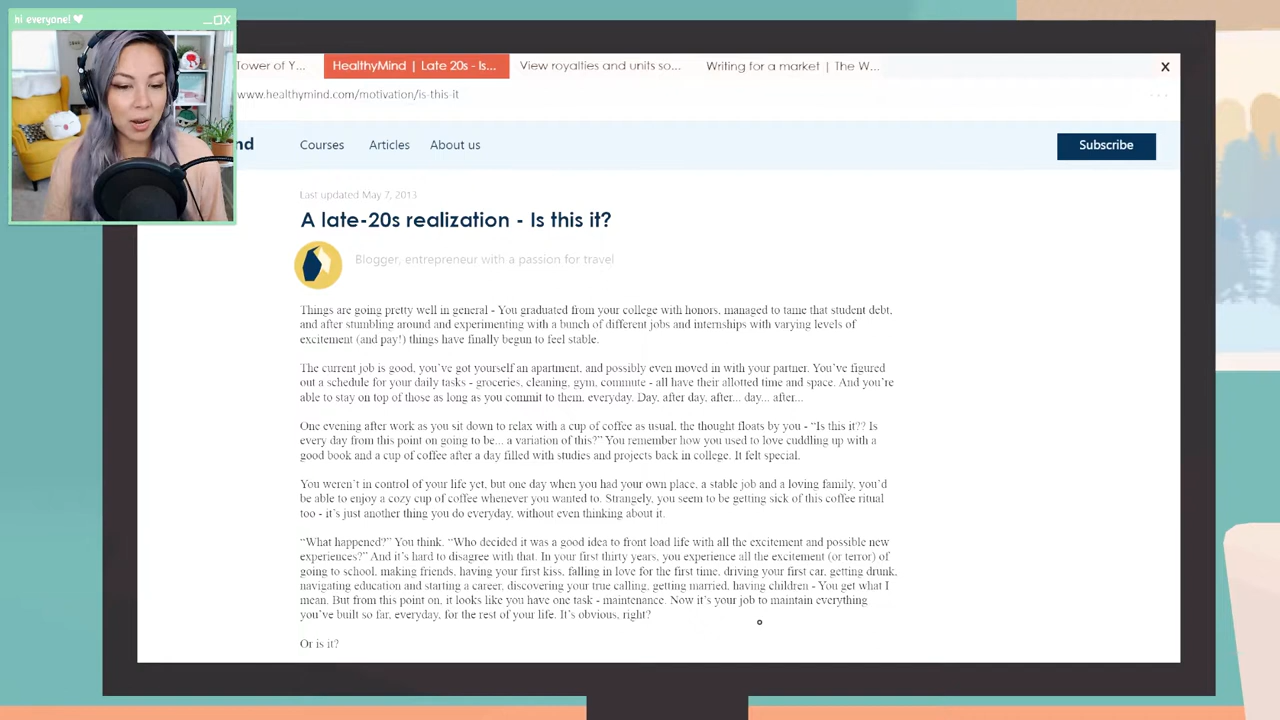 hi everyone!
Tower of Y...
HealthyMind | Late 20s - Is...
View royalties and units so...
Writing for a market | The W...
X
www.healthymind.com/motivation/is-this-it
nd
Courses
Articles
About us
Subscribe
Last updated May 7, 2013
A late-20s realization - Is this it?
Blogger, entrepreneur with a passion for travel
Things are going pretty well in general - You graduated from your college with honors, managed to tame that student debt,
and after stumbling around and experimenting with a bunch of different jobs and internships with varying levels of
excitement (and pay!) things have finally begun to feel stable.
The current job is good, you've got yourself an apartment, and possibly even moved in with your partner. You've figured
out a schedule for your daily tasks - groceries, cleaning, gym, commute - all have their allotted time and space. And you're
able to stay on top of those as long as you commit to them, everyday. Day, after day, after... day... after...
One evening after work as you sit down to relax with a cup of coffee as usual, the thought floats by you - “Is this it?? Is
every day from this point on going to be... a variation of this?” You remember how you used to love cuddling up with a
good book and a cup of coffee after a day filled with studies and projects back in college. It felt special.
You weren't in control of your life yet, but one day when you had your own place, a stable job and a loving family, you'd
be able to enjoy a cozy cup of coffee whenever you wanted to. Strangely, you seem to be getting sick of this coffee ritual
too - it's just another thing you do everyday, without even thinking about it.
“What happened?” You think. “Who decided it was a good idea to front load life with all the excitement and possible new
experiences?” And it's hard to disagree with that. In your first thirty years, you experience all the excitement (or terror) of
going to school, making friends, having your first kiss, falling in love for the first time, driving your first car, getting drunk,
navigating education and starting a career, discovering your true calling, getting married, having children - You get what I
mean. But from this point on, it looks like you have one task - maintenance. Now it's your job to maintain everything
you've built so far, everyday, for the rest of your life. It's obvious, right?
Or is it?